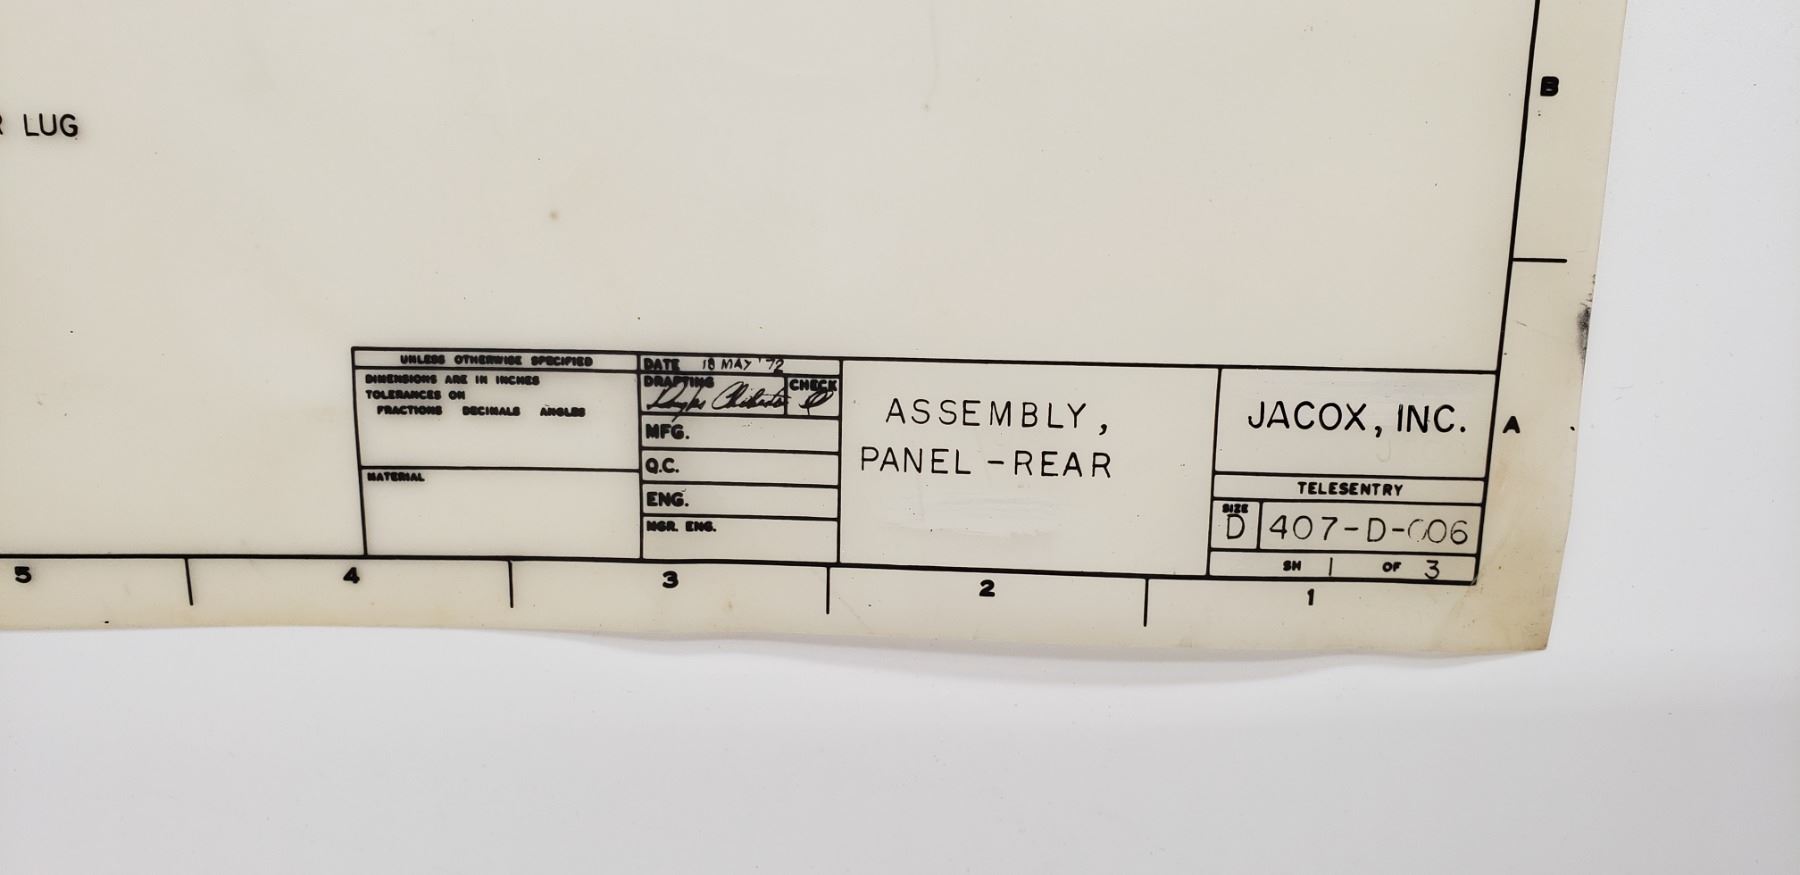 B
LUG
UNLESS OTHERWISE SPECIFIED
DIMENSIONS ARE IN INCHES
TOLERANCES ON
FRACTIONS DECIMALS ANGLES
MATERIAL
DATE 18 MAY '72
DRAFTING
CHECK
MFG.
Q.C.
ENG.
MGR. ENG.
ASSEMBLY,
PANEL-REAR
JACOX, INC.
A
TELESENTRY
SIZE
D 407-D-006
SH 1 OF 3
5 4 3 2 1